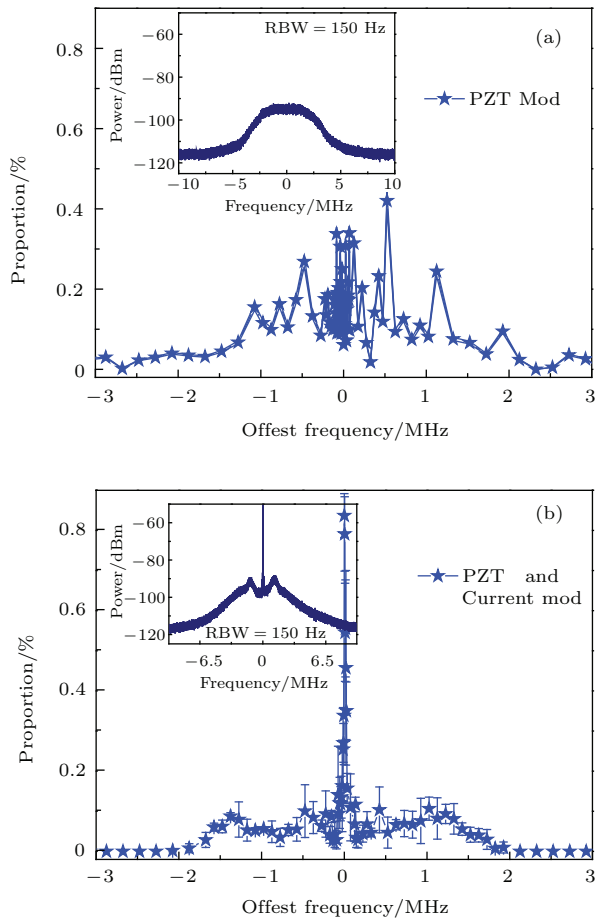 0.8
0.6
0.4
0.2
0
Proportion/%
−3
−2
−1
0
1
2
3
Offest frequency/MHz
(a)
PZT Mod
RBW = 150 Hz
−60
−80
−100
−120
Power/dBm
−10
−5
0
5
10
Frequency/MHz
0.8
0.6
0.4
0.2
0
Proportion/%
−3
−2
−1
0
1
2
3
Offest frequency/MHz
(b)
PZT and
Current mod
−60
−80
−100
−120
Power/dBm
RBW = 150 Hz
−6.5
0
6.5
Frequency/MHz